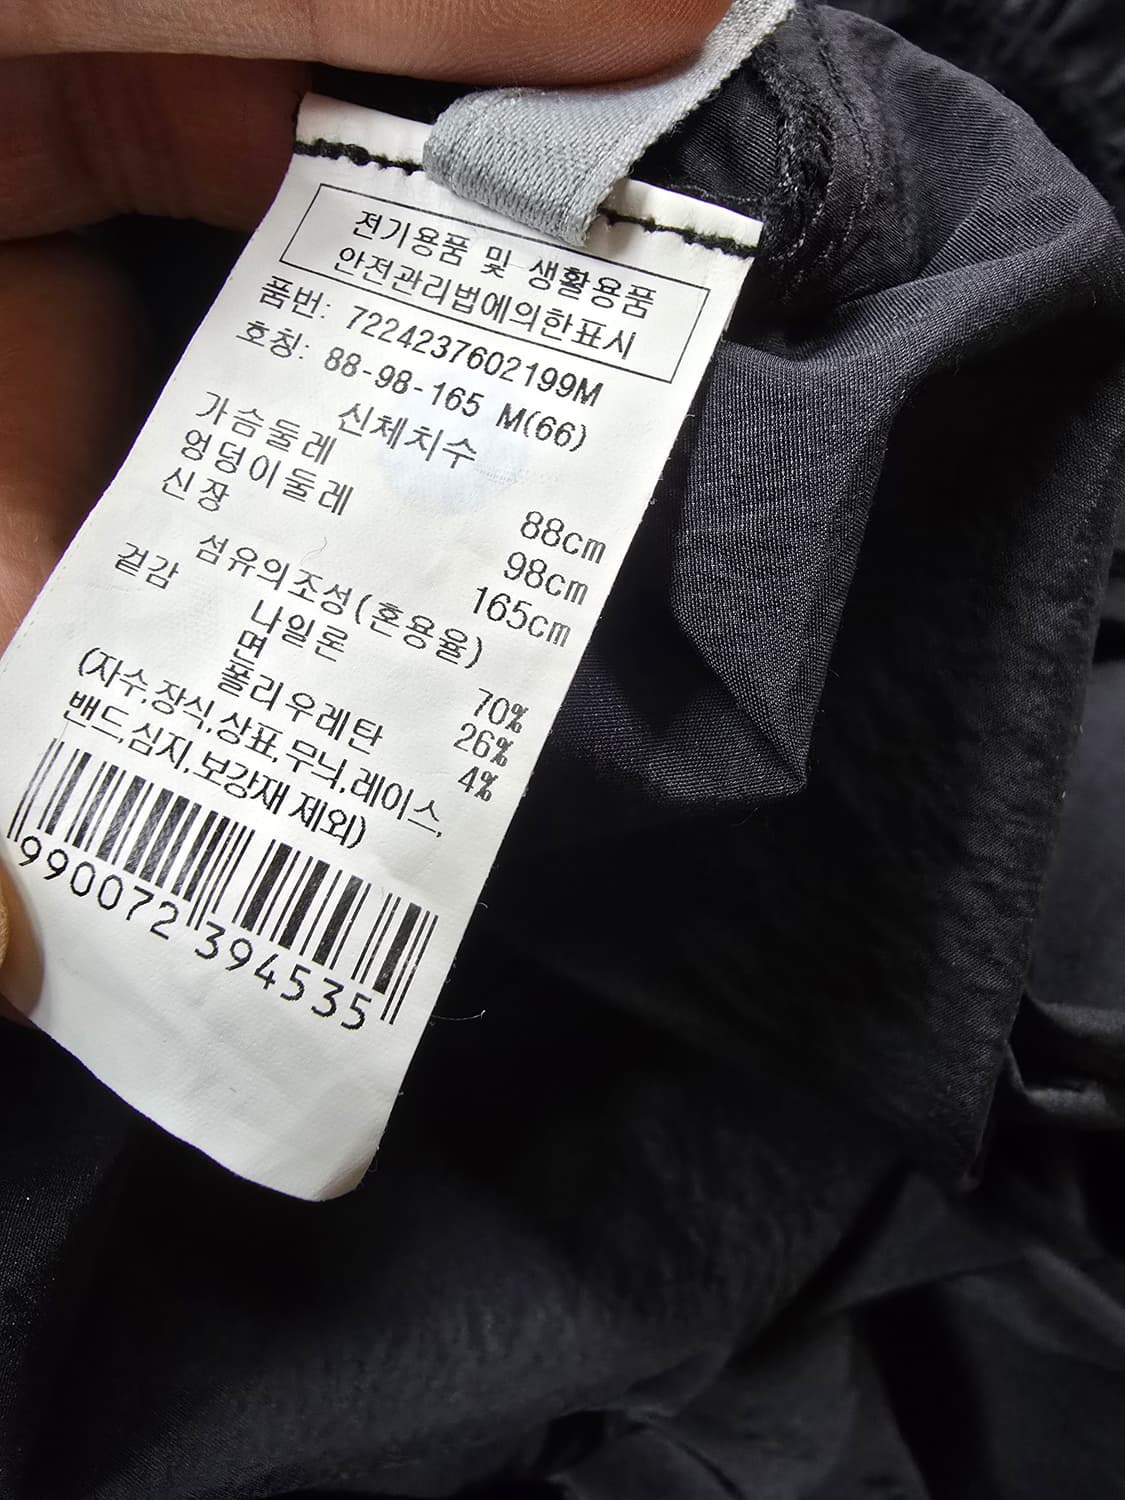 전기용품 및 생활용품
안전관리법에의한표시
품번: 7224237602199M
호칭: 88-98-165 M(66)
신체치수
가슴둘레 88cm
엉덩이둘레 98cm
신장 165cm
섬유의조성(혼용율)
겉감 나일론 70%
면 26%
폴리우레탄 4%
(자수,장식,상표,무늬,레이스,
밴드,심지,보강재 제외)
9900072394535